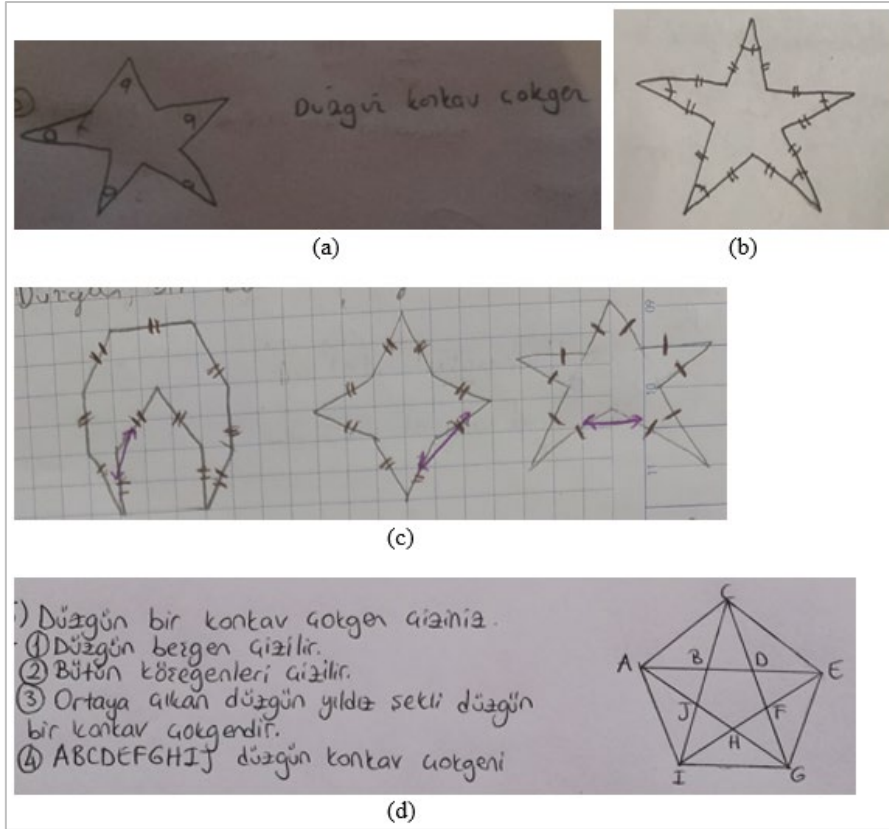 Düzgün konkav çokgen
a
a
a
a
a
(a)
(b)
Düzgün, bir
(c)
) Düzgün bir konkav çokgen çiziniz.
① Düzgün beşgen çizilir.
② Bütün köşegenleri çizilir.
③ Ortaya çıkan düzgün yıldız şekli düzgün
bir konkav çokgendir.
④ ABCDEFGHIJ düzgün konkav çokgeni
C
A B D E
J F
H
I G
(d)